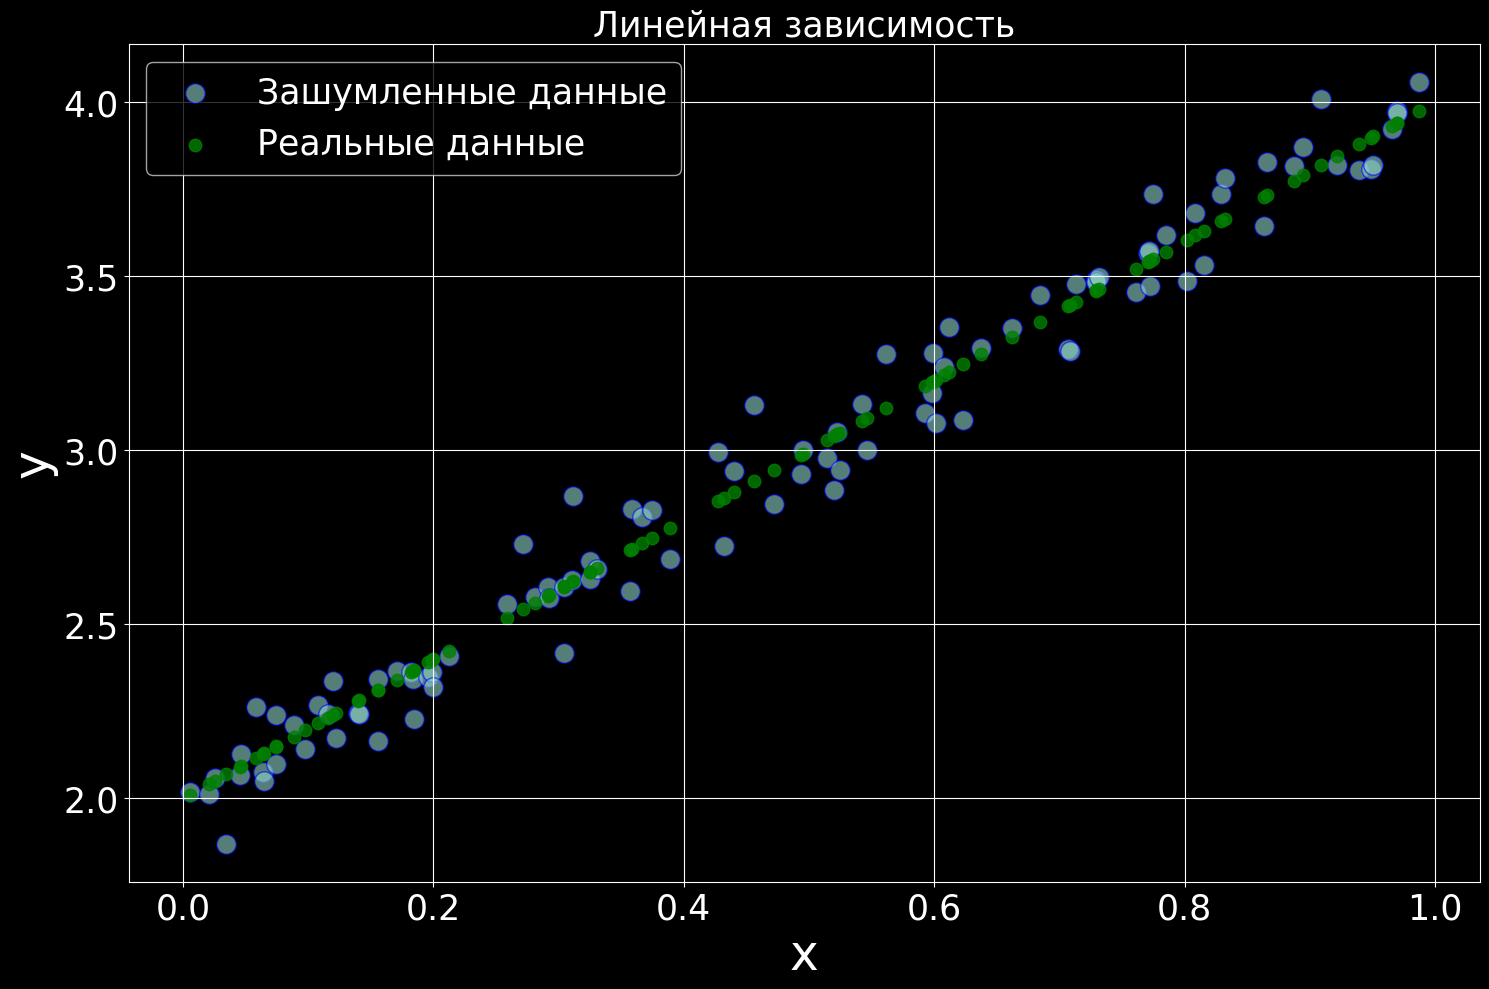 Линейная зависимость
Зашумленные данные
Реальные данные
4.0
3.5
3.0
2.5
2.0
y
0.0 0.2 0.4 0.6 0.8 1.0
x